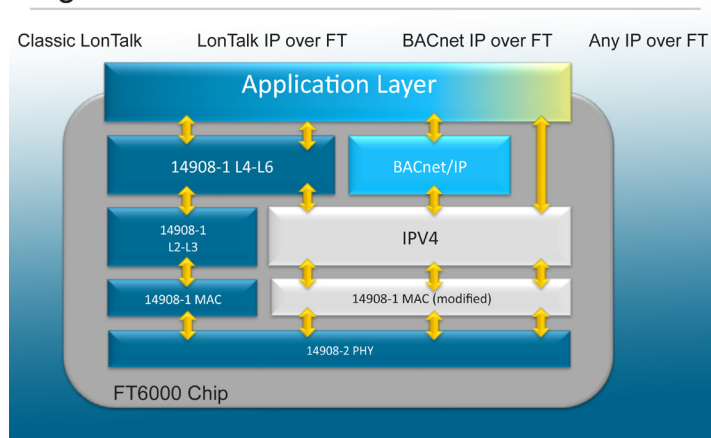 Classic LonTalk LonTalk IP over FT BACnet IP over FT Any IP over FT
Application Layer
14908-1 L4-L6 BACnet/IP
14908-1
L2-L3
IPV4
14908-1 MAC 14908-1 MAC (modified)
14908-2 PHY
FT6000 Chip